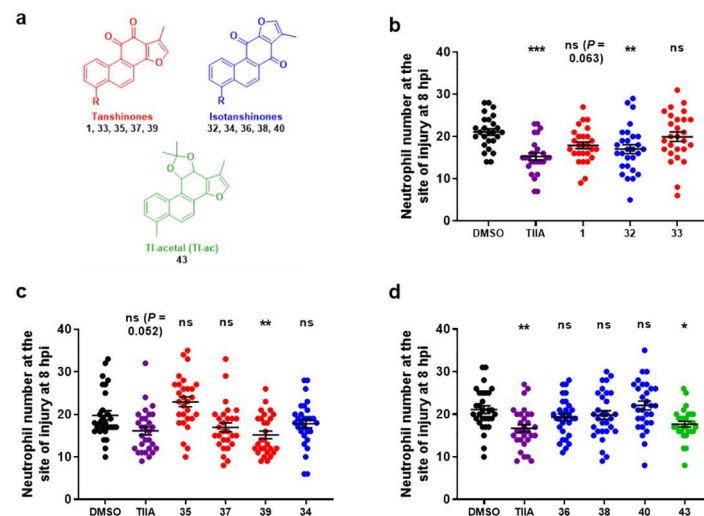 a
O
O
O
R
Tanshinones
1, 33, 35, 37, 39
O
O
O
R
Isotanshinones
32, 34, 36, 38, 40
O
O
O
TI-acetal (TI-ac)
43
b
Neutrophil number at the
site of injury at 8 hpi
40
30
20
10
0
***
ns (P =
0.063)
**
ns
DMSO TIIA 1 32 33
c
Neutrophil number at the
site of injury at 8 hpi
40
30
20
10
0
ns (P =
0.052)
ns
ns
**
ns
DMSO TIIA 35 37 39 34
d
Neutrophil number at the
site of injury at 8 hpi
40
30
20
10
0
**
ns
ns
ns
*
DMSO TIIA 36 38 40 43